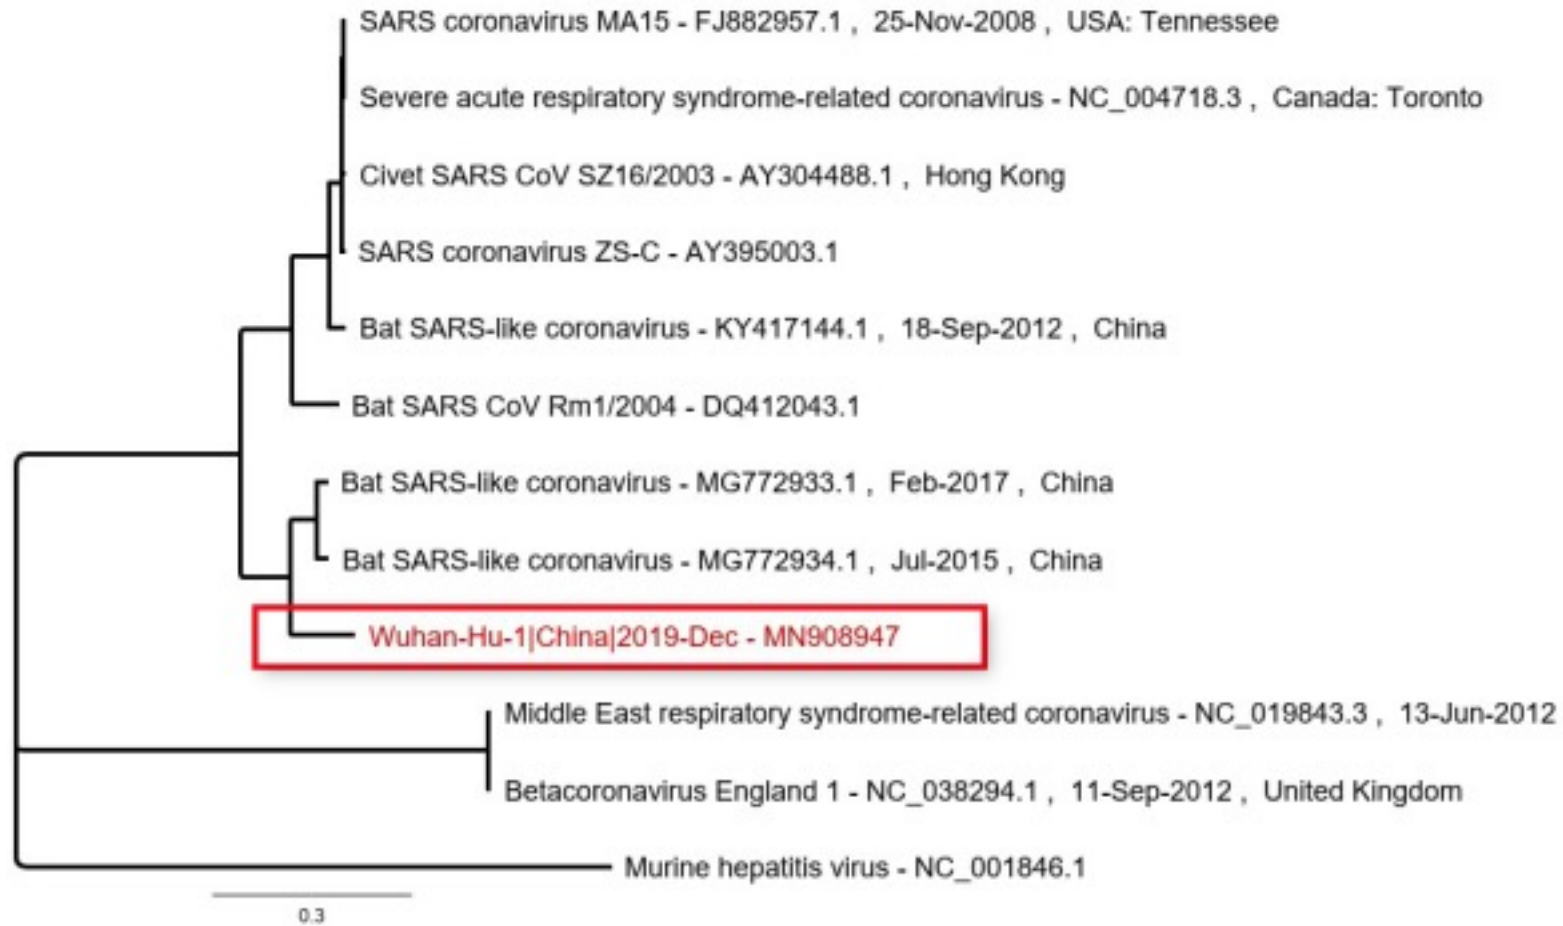 SARS coronavirus MA15 - FJ882957.1 , 25-Nov-2008 , USA: Tennessee
Severe acute respiratory syndrome-related coronavirus - NC_004718.3 , Canada: Toronto
Civet SARS CoV SZ16/2003 - AY304488.1 , Hong Kong
SARS coronavirus ZS-C - AY395003.1
Bat SARS-like coronavirus - KY417144.1 , 18-Sep-2012 , China
Bat SARS CoV Rm1/2004 - DQ412043.1
Bat SARS-like coronavirus - MG772933.1 , Feb-2017 , China
Bat SARS-like coronavirus - MG772934.1 , Jul-2015 , China
Wuhan-Hu-1|China|2019-Dec - MN908947
Middle East respiratory syndrome-related coronavirus - NC_019843.3 , 13-Jun-2012
Betacoronavirus England 1 - NC_038294.1 , 11-Sep-2012 , United Kingdom
Murine hepatitis virus - NC_001846.1
0.3